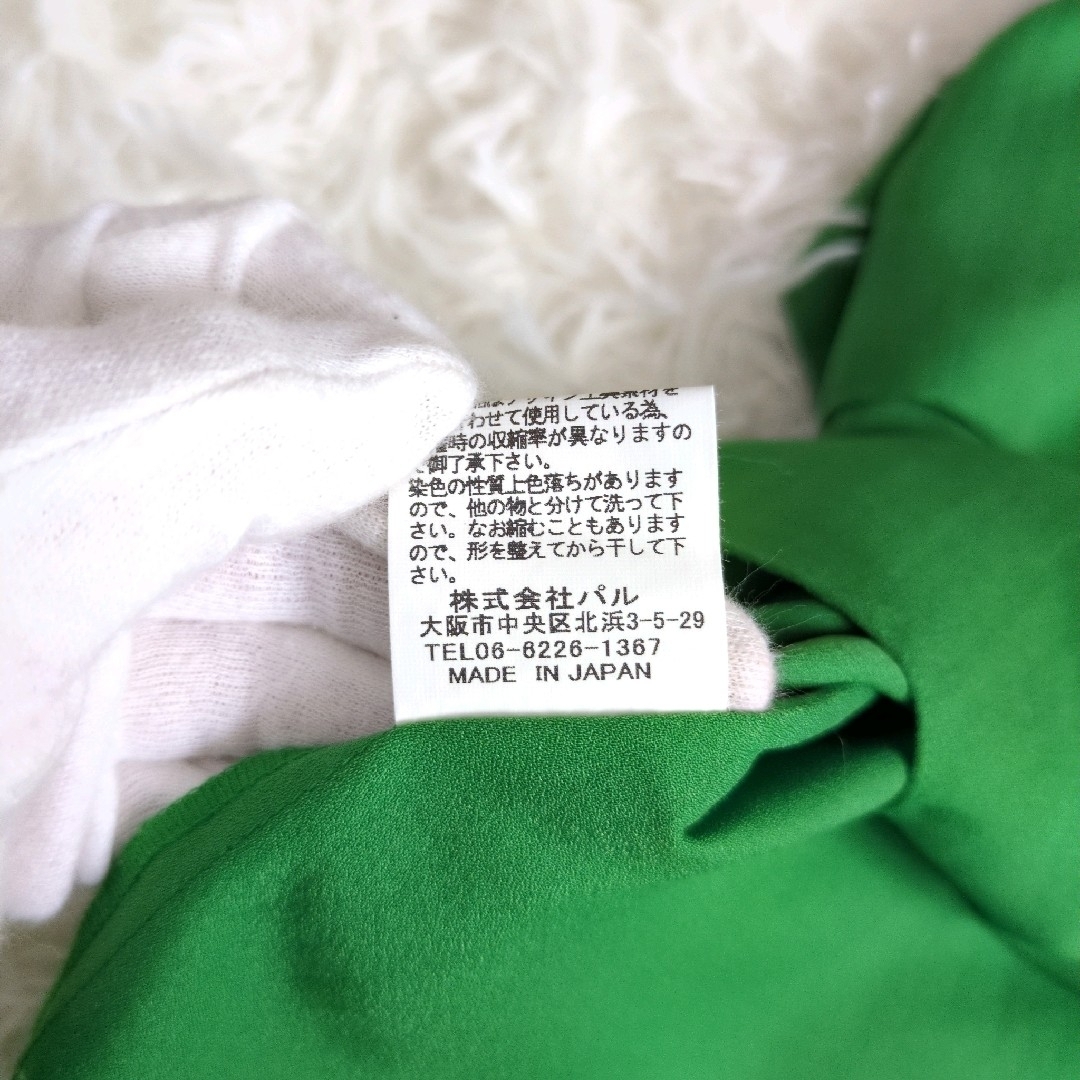 わせて使用している為、
時の収縮率が異なりますの
御了承下さい。
染色の性質上色落ちがあります
ので、他の物と分けて洗って下
さい。なお縮むこともあります
ので、形を整えてから干して下
さい。
株式会社パル
大阪市中央区北浜3-5-29
TEL06-6226-1367
MADE IN JAPAN